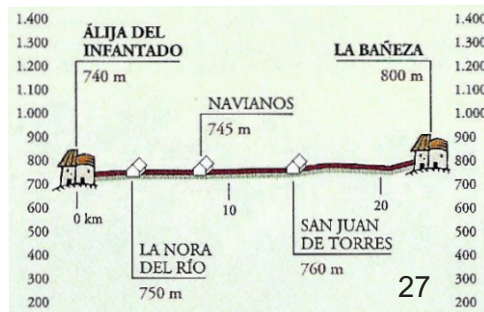 1.400
1.300
1.200
1.100
1.000
900
800
700
600
500
400
300
200
ÁLIJA DEL
INFANTADO
740 m
NAVIANOS
745 m
LA BAÑEZA
800 m
0 km
10
20
LA NORA
DEL RÍO
750 m
SAN JUAN
DE TORRES
760 m
27
1.400
1.300
1.200
1.100
1.000
900
800
700
600
500
400
300
200